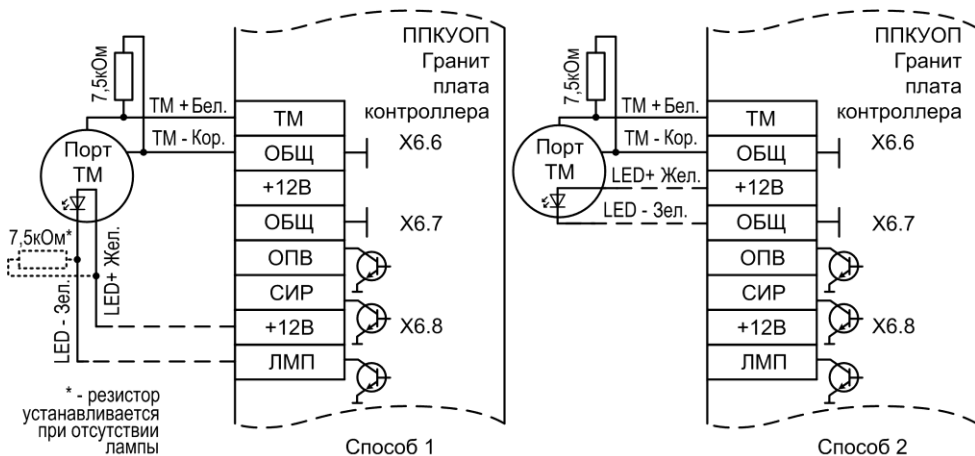 7,5кОм
ТМ + Бел.
ТМ - Кор.
Порт
ТМ
7,5кОм*
LED - Зел.
LED+ Жел.
* - резистор
устанавливается
при отсутствии
лампы
ППКУОП
Гранит
плата
контроллера
ТМ
ОБЩ
+12В
ОБЩ
ОПВ
СИР
+12В
ЛМП
X6.6
X6.7
X6.8
Способ 1
7,5кОм
ТМ + Бел.
ТМ - Кор.
Порт
ТМ
LED+ Жел.
LED - Зел.
ППКУОП
Гранит
плата
контроллера
ТМ
ОБЩ
+12В
ОБЩ
ОПВ
СИР
+12В
ЛМП
X6.6
X6.7
X6.8
Способ 2